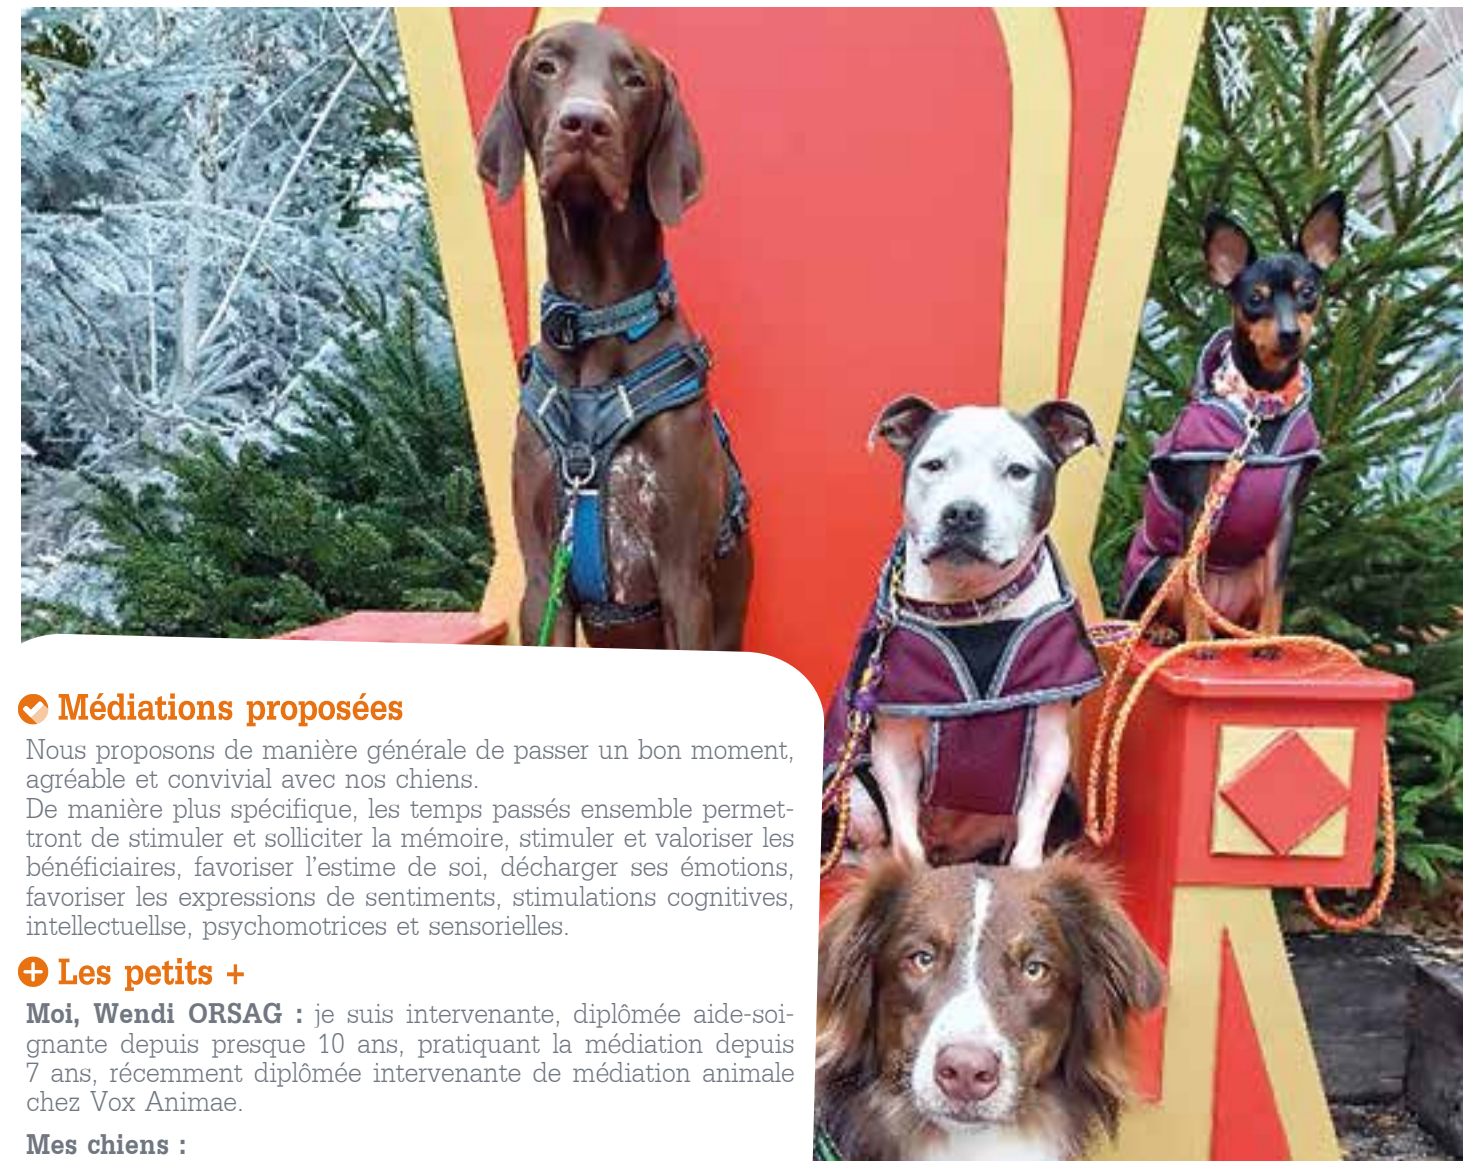 Médiations proposées
Nous proposons de manière générale de passer un bon moment,
agréable et convivial avec nos chiens.
De manière plus spécifique, les temps passés ensemble permet-
tront de stimuler et solliciter la mémoire, stimuler et valoriser les
bénéficiaires, favoriser l'estime de soi, décharger ses émotions,
favoriser les expressions de sentiments, stimulations cognitives,
intellectuellse, psychomotrices et sensorielles.
Les petits +
Moi, Wendi ORSAG : je suis intervenante, diplômée aide-soi-
gnante depuis presque 10 ans, pratiquant la médiation depuis
7 ans, récemment diplômée intervenante de médiation animale
chez Vox Animae.
Mes chiens :